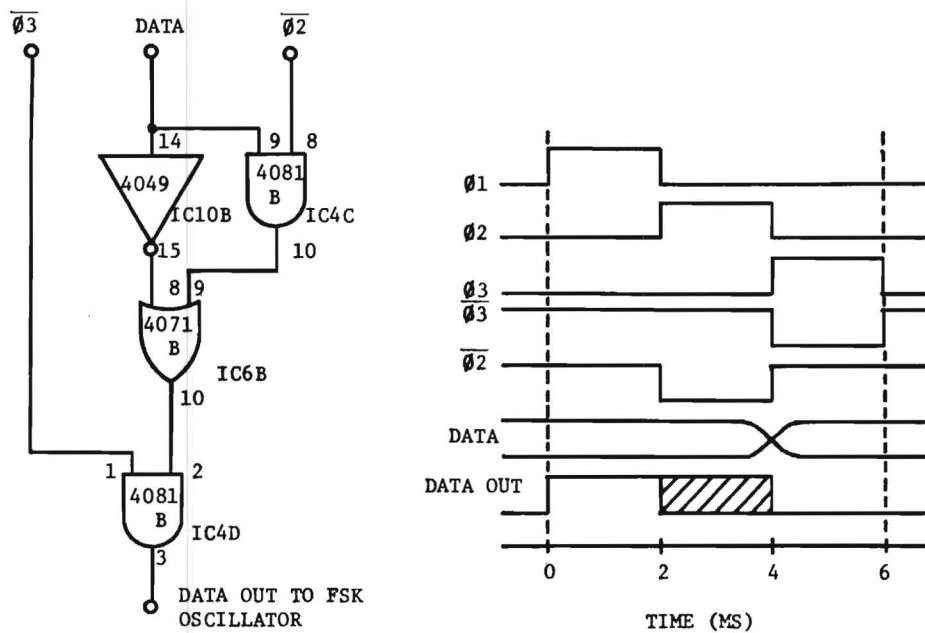 Ø3 DATA Ø2
14 9 8
4049 4081
B
IC10B IC4C
15 10
8 9
4071
B
IC6B
10
1 2
4081
B
IC4D
3
DATA OUT TO FSK
OSCILLATOR
Ø1
Ø2
Ø3
Ø3
Ø2
DATA
DATA OUT
0 2 4 6
TIME (MS)